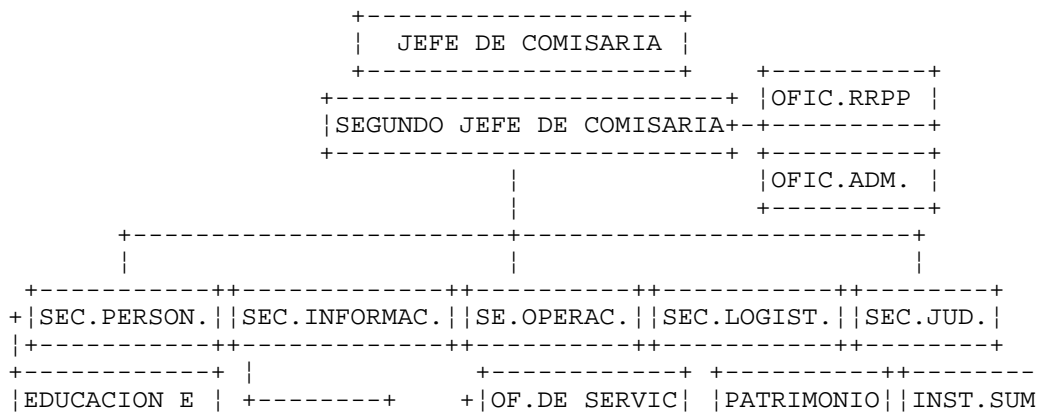 JEFE DE COMISARIA
OFIC.RRPP
SEGUNDO JEFE DE COMISARIA
OFIC.ADM.
SEC.PERSON. SEC.INFORMAC. SE.OPERAC. SEC.LOGIST. SEC.JUD.
EDUCACION E OF.DE SERVIC PATRIMONIO INST.SUM